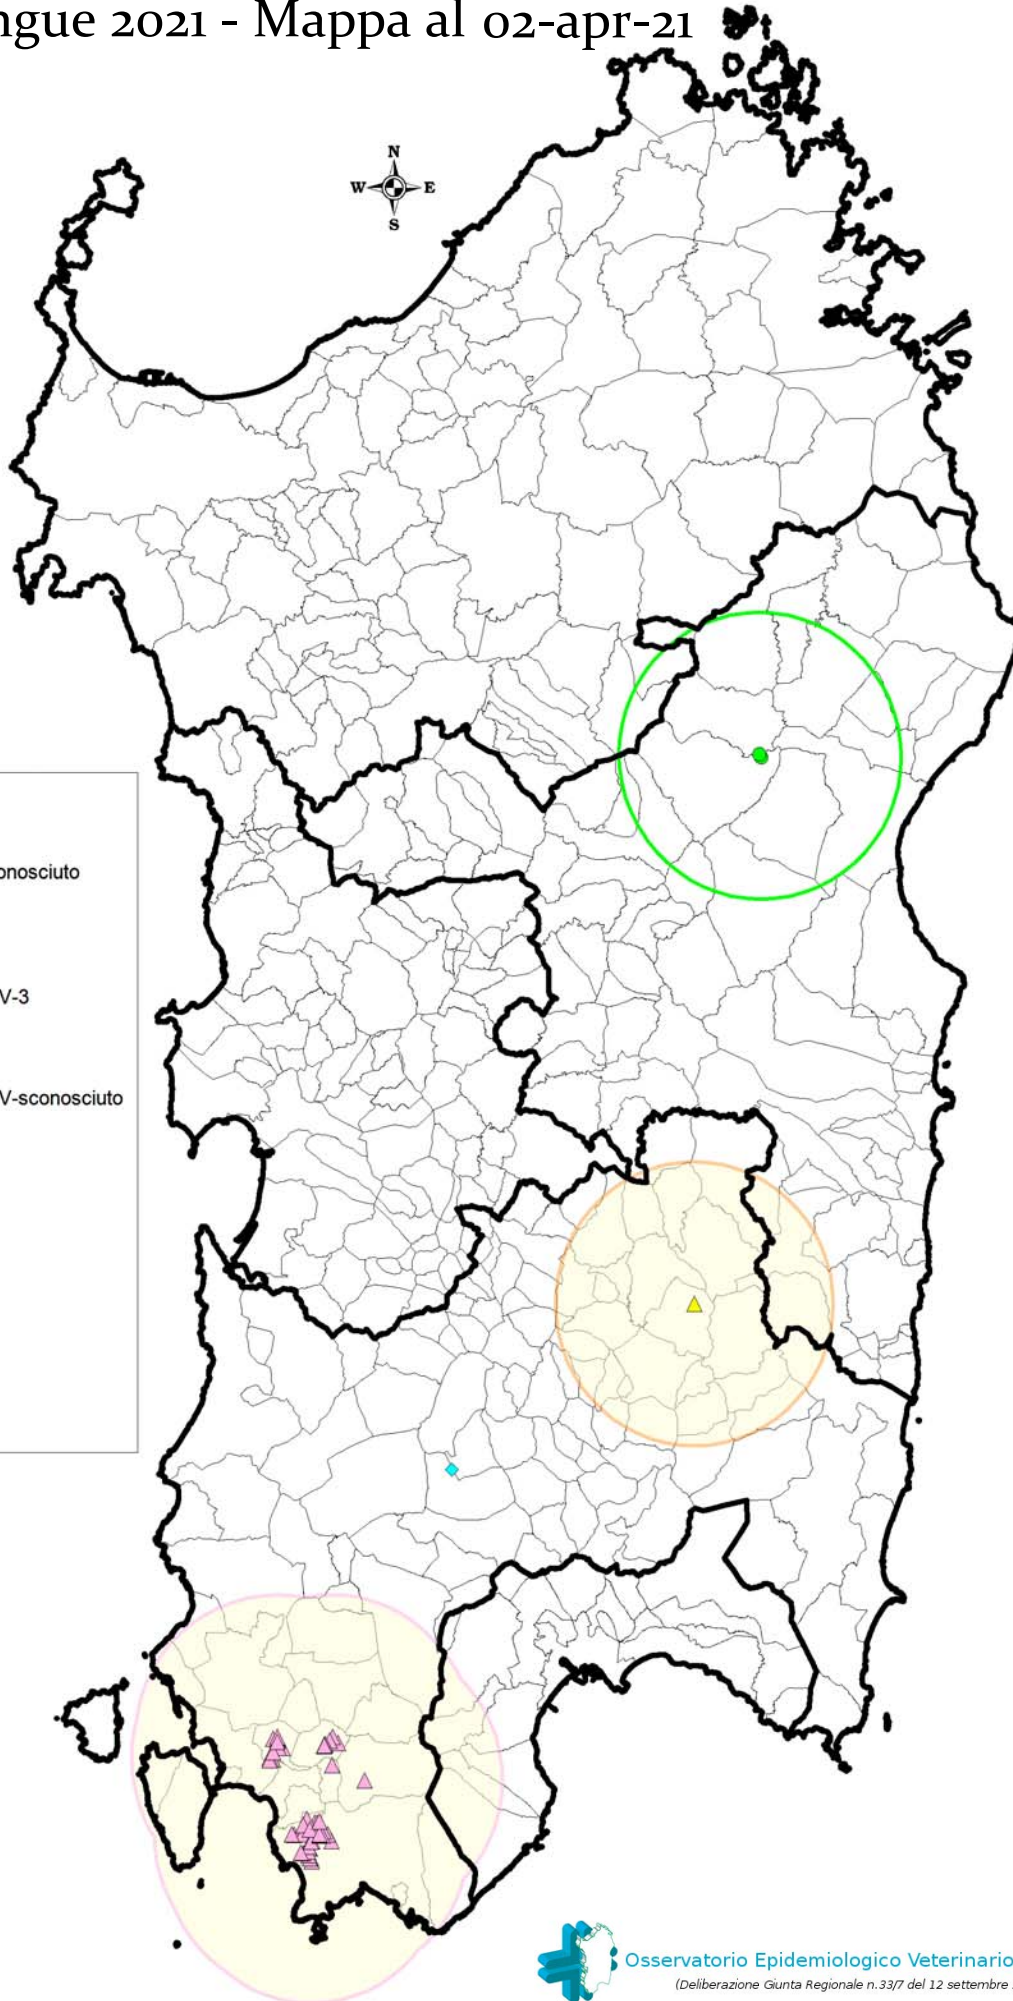 ngue 2021 - Mappa al 02-apr-21
N
W E
S
onosciuto
V-3
V-sconosciuto
Osservatorio Epidemiologico Veterinario
(Deliberazione Giunta Regionale n.33/7 del 12 settembre